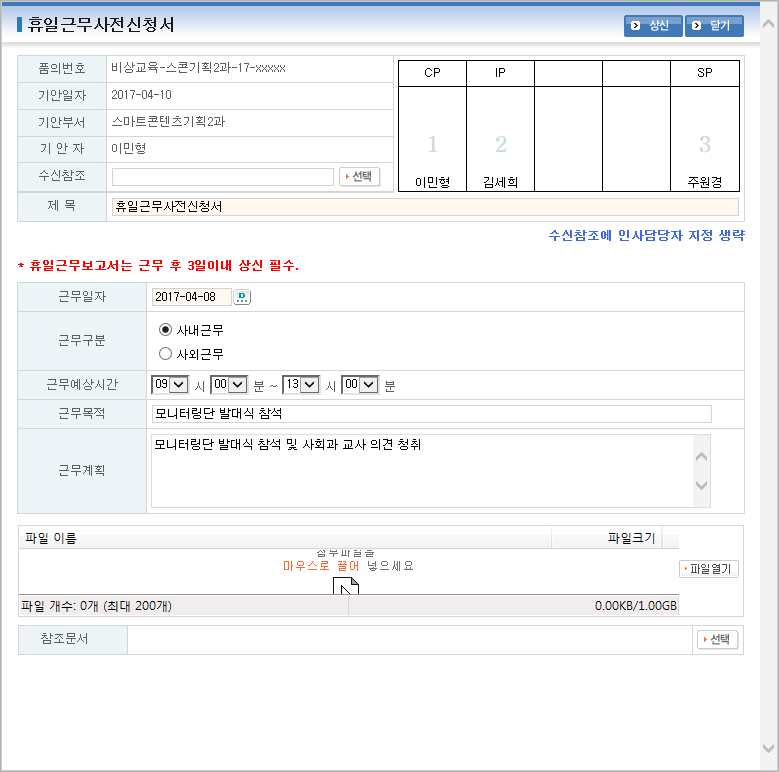 휴일근무사전신청서
상신 닫기
품의번호 비상교육-스콘기획2과-17-xxxxx
기안일자 2017-04-10
기안부서 스마트콘텐츠기획2과
기 안 자 이민형
수신참조 선택
제 목 휴일근무사전신청서
CP IP SP
1 2 3
이민형 김세희 주원경
수신참조에 인사담당자 지정 생략
* 휴일근무보고서는 근무 후 3일이내 상신 필수.
근무일자 2017-04-08
근무구분 사내근무
사외근무
근무예상시간 09 시 00 분 ~ 13 시 00 분
근무목적 모니터링단 발대식 참석
근무계획 모니터링단 발대식 참석 및 사회과 교사 의견 청취
파일 이름 파일크기
첨부파일을
마우스로 끌어 넣으세요
파일열기
파일 개수: 0개 (최대 200개) 0.00KB/1.00GB
참조문서 선택